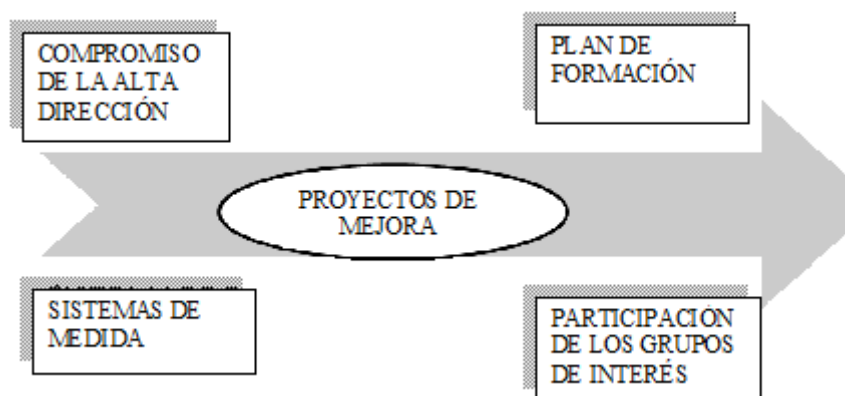 COMPROMISO
DE LA ALTA
DIRECCIÓN
PLAN DE
FORMACIÓN
PROYECTOS DE
MEJORA
SISTEMAS DE
MEDIDA
PARTICIPACIÓN
DE LOS GRUPOS
DE INTERÉS